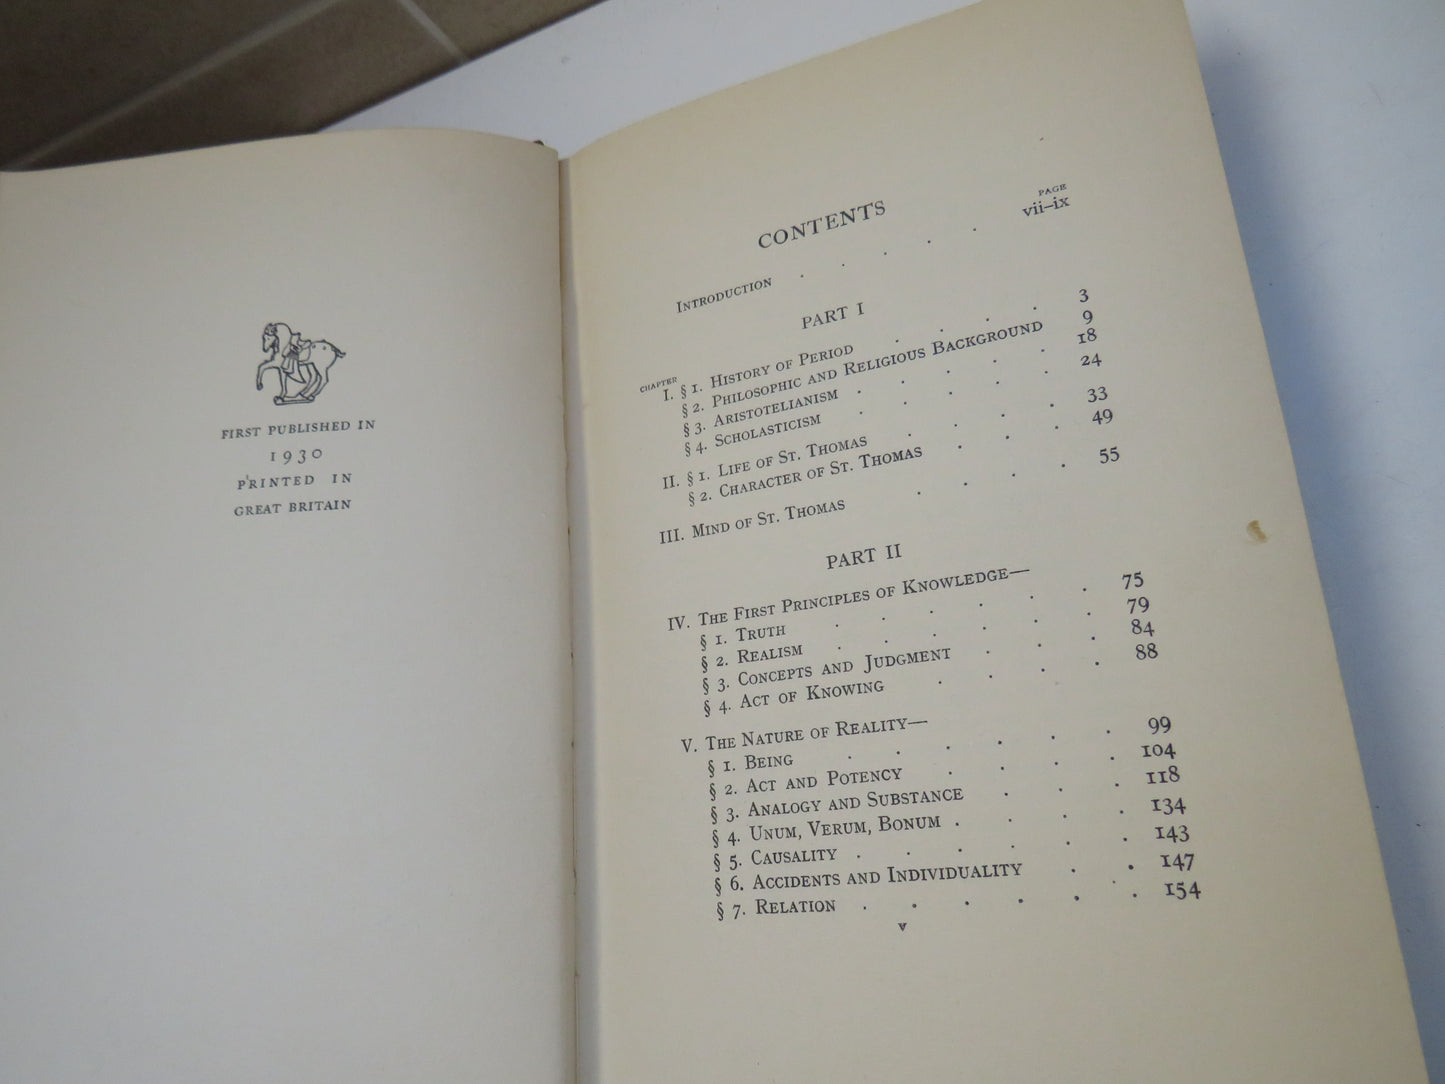 FIRST PUBLISHED IN
1930
PRINTED IN
GREAT BRITAIN
CONTENTS
PAGE
INTRODUCTION . . . . . vii–ix
PART I
CHAPTER
I. § 1. HISTORY OF PERIOD . . . . 3
§ 2. PHILOSOPHIC AND RELIGIOUS BACKGROUND 9
§ 3. ARISTOTELIANISM . . . . . 18
§ 4. SCHOLASTICISM . . . . . 24
II. § 1. LIFE OF ST. THOMAS . . . . 33
§ 2. CHARACTER OF ST. THOMAS . . . 49
III. MIND OF ST. THOMAS . . . . 55
PART II
IV. THE FIRST PRINCIPLES OF KNOWLEDGE—
§ 1. TRUTH . . . . . . 75
§ 2. REALISM . . . . . . 79
§ 3. CONCEPTS AND JUDGMENT . . . 84
§ 4. ACT OF KNOWING . . . . 88
V. THE NATURE OF REALITY—
§ 1. BEING . . . . . . 99
§ 2. ACT AND POTENCY . . . . 104
§ 3. ANALOGY AND SUBSTANCE . . . 118
§ 4. UNUM, VERUM, BONUM . . . . 134
§ 5. CAUSALITY . . . . . . 143
§ 6. ACCIDENTS AND INDIVIDUALITY . . 147
§ 7. RELATION . . . . . 154
v